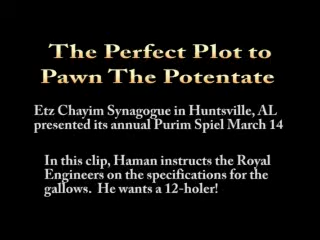 The Perfect Plot to
Pawn The Potentate
Etz Chayim Synagogue in Huntsville, AL
presented its annual Purim Spiel March 14
In this clip, Haman instructs the Royal
Engineers on the specifications for the
gallows.  He wants a 12-holer!